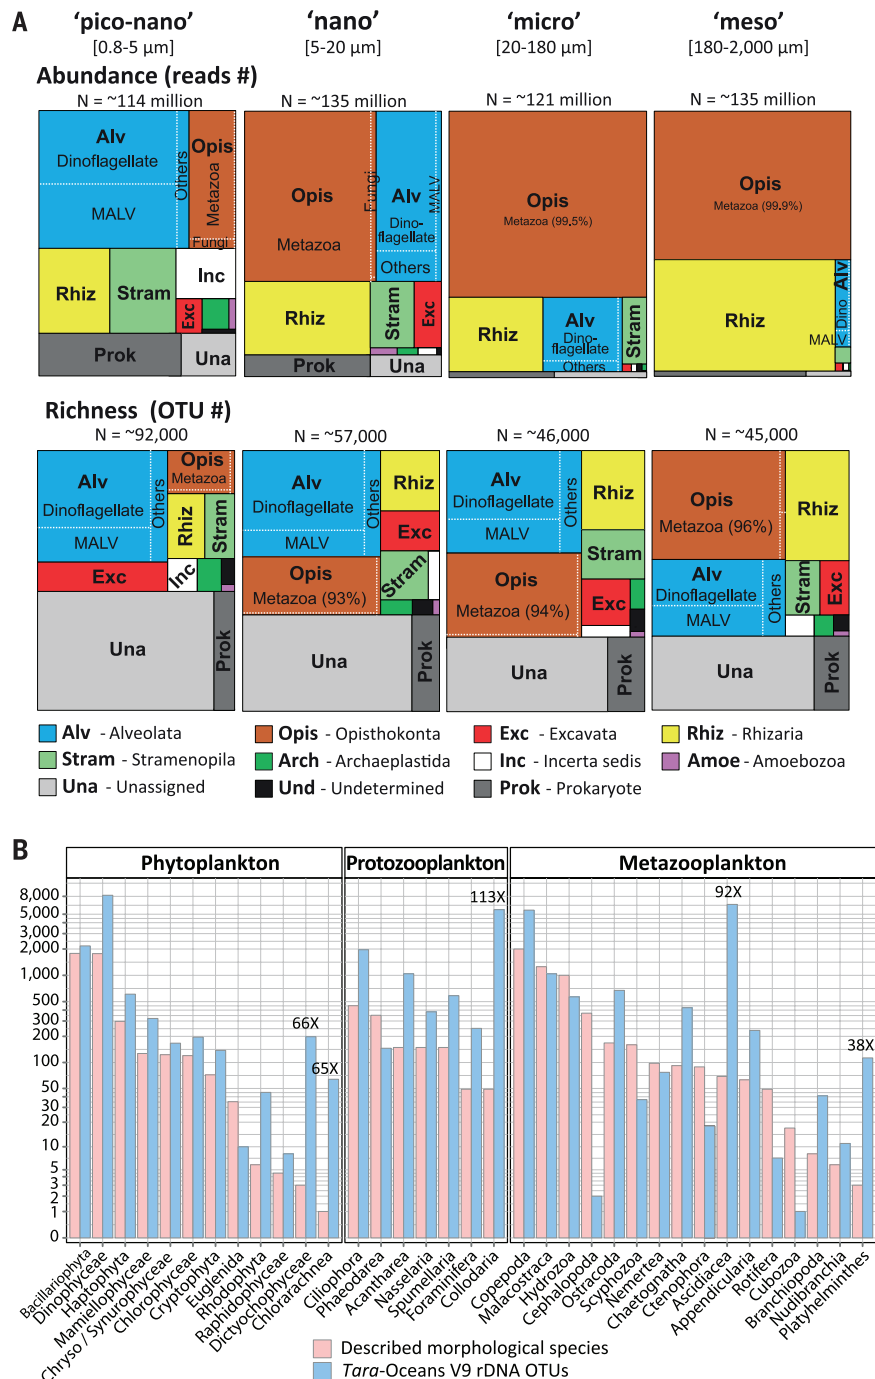 A
'pico-nano' 'nano' 'micro' 'meso'
[0.8-5 µm] [5-20 µm] [20-180 µm] [180-2,000 µm]
Abundance (reads #)
N = ~114 million N = ~135 million N = ~121 million N = ~135 million
Alv
Dinoflagellate
MALV
Others
Opis
Metazoa
Fungi
Rhiz
Stram
Inc
Exc
Prok
Una
Opis
Metazoa
Fungi
Alv
Dino-
flagellate
MALV
Others
Rhiz
Stram
Exc
Prok
Una
Opis
Metazoa (99.5%)
Rhiz
Alv
Dino-
flagellate
Others
Stram
Opis
Metazoa (99.9%)
Rhiz
Alv
Dino
MALV
Richness (OTU #)
N = ~92,000 N = ~57,000 N = ~46,000 N = ~45,000
Alv
Dinoflagellate
MALV
Others
Opis
Metazoa
Rhiz
Stram
Exc
Inc
Una
Prok
Alv
Dinoflagellate
MALV
Others
Rhiz
Exc
Opis
Metazoa (93%)
Stram
Una
Prok
Alv
Dinoflagellate
MALV
Others
Rhiz
Stram
Opis
Metazoa (94%)
Exc
Una
Prok
Opis
Metazoa (96%)
Rhiz
Alv
Dinoflagellate
MALV
Others
Stram
Exc
Una
Prok
Alv - Alveolata Opis - Opisthokonta Exc - Excavata Rhiz - Rhizaria
Stram - Stramenopila Arch - Archaeplastida Inc - Incerta sedis Amoe - Amoebozoa
Una - Unassigned Und - Undetermined Prok - Prokaryote
B
Phytoplankton Protozooplankton Metazooplankton
8,000
5,000
3,000
2,000
1,000
500
300
200
100
50
30
20
10
5
3
2
1
0
66X
65X
113X
92X
38X
Bacillariophyta
Dinophyceae
Haptophyta
Mamiellophyceae
Chryso / Synurophyceae
Chlorophyceae
Cryptophyta
Euglenida
Rhodophyta
Raphidophyceae
Dictyochophyceae
Chlorarachnea
Ciliophora
Phaeodarea
Acantharea
Nasselaria
Spumellaria
Foraminifera
Collodaria
Copepoda
Malacostraca
Hydrozoa
Cephalopoda
Ostracoda
Scyphozoa
Nemertea
Chaetognatha
Ctenophora
Ascidiacea
Appendicularia
Rotifera
Cubozoa
Branchiopoda
Nudibranchia
Platyhelminthes
Described morphological species
Tara-Oceans V9 rDNA OTUs